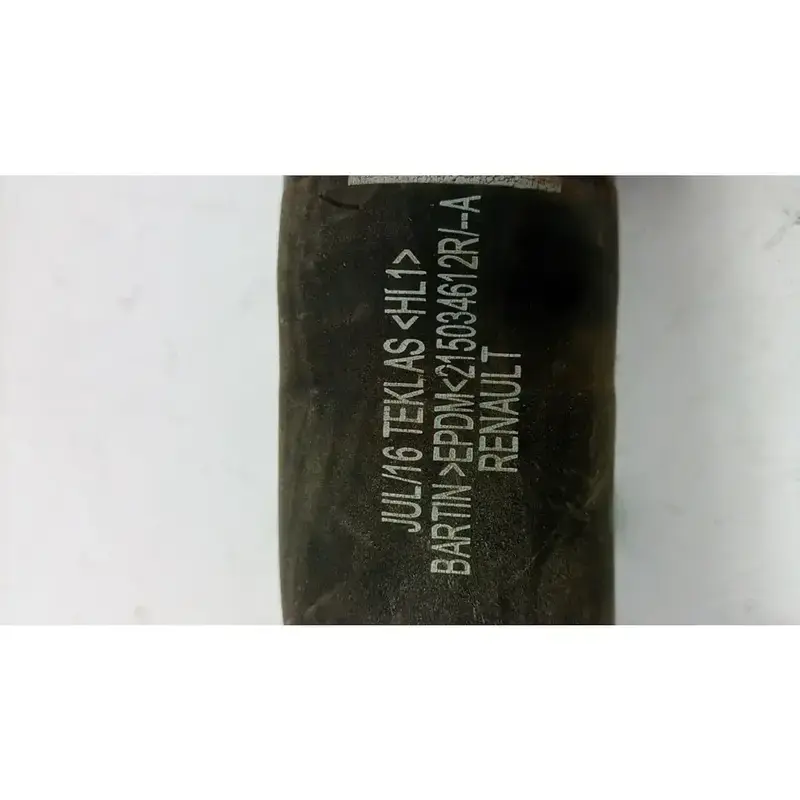 JUL/16 TEKLAS <HL1>
BARTIN >EPDM<215034612R/--A
RENAULT